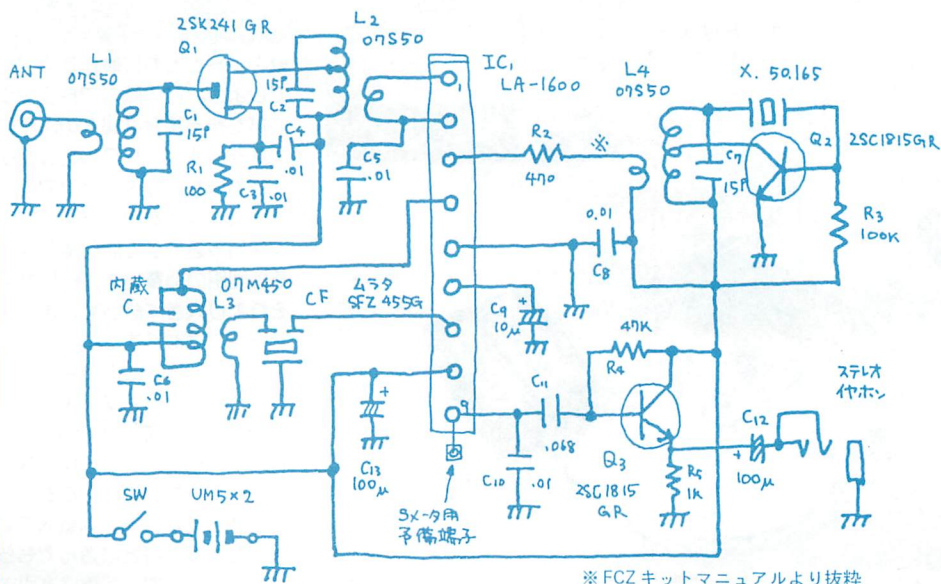 2SK241 GR
Q1
L1
07S50
ANT
C1
15P
R1
100
C3
.01
C4
.01
15P
C2
L2
07S50
C5
.01
IC1
LA-1600
1
R2
470
※
L4
07S50
X. 50.165
C7
15P
Q2
2SC1815GR
R3
100K
0.01
C8
内蔵
C
07M450
L3
CF
ムラタ
SFZ 455G
C6
.01
C9
+
10μ
47K
R4
C11
.068
C10
.01
9
Q3
2SC1815
GR
R5
1K
C12
+
100μ
ステレオ
イヤホン
+
C13
100μ
SW
UM5×2
Sメータ用
予備端子
※FCZキットマニュアルより抜粋